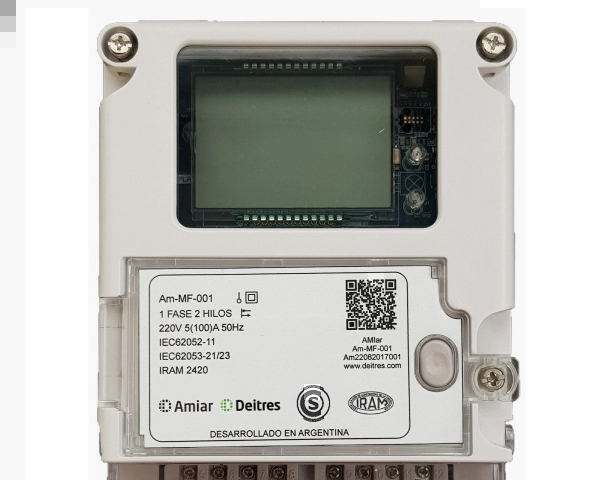 Am-MF-001
1 FASE 2 HILOS
220V 5(100)A 50Hz
IEC62052-11
IEC62053-21/23
IRAM 2420
AMIar
Am-MF-001
Am22082017001
www.deitres.com
Amiar Deitres S IRAM
DESARROLLADO EN ARGENTINA